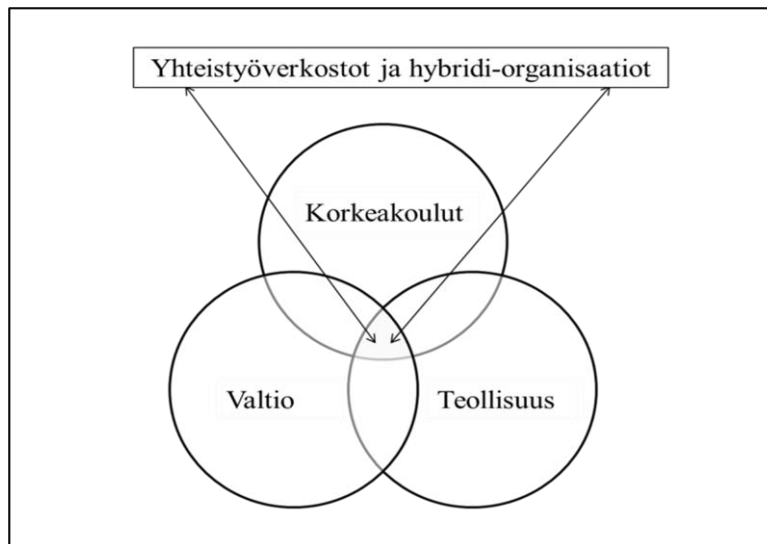 Yhteistyöverkostot ja hybridi-organisaatiot
Korkeakoulut
Valtio
Teollisuus